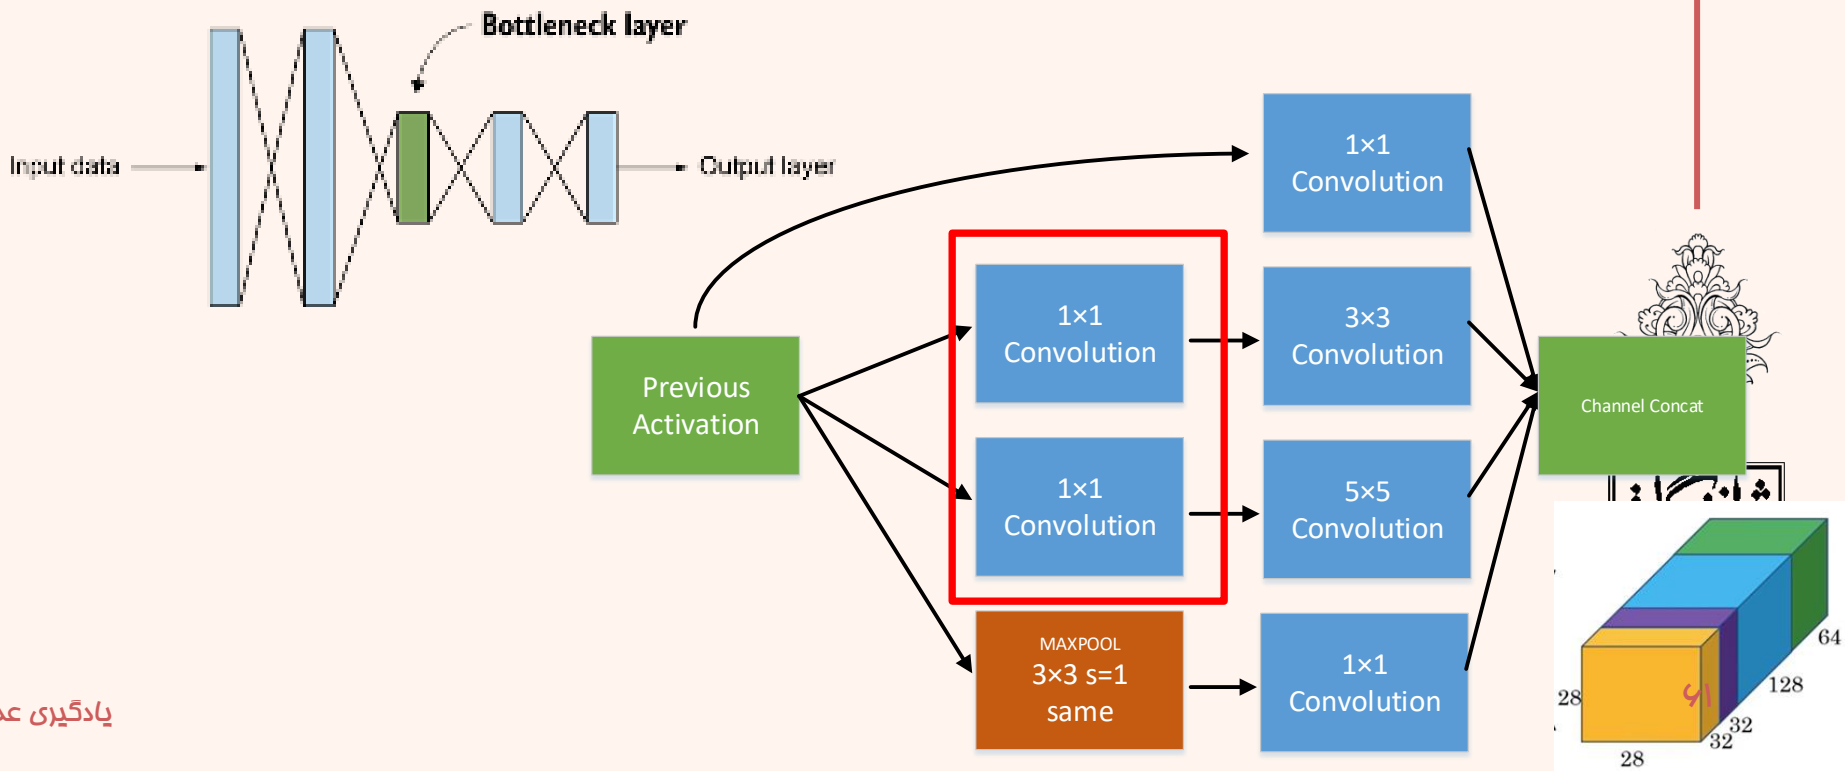 Bottleneck layer
Input data
Output layer
1×1
Convolution
1×1
Convolution
3×3
Convolution
Previous
Activation
Channel Concat
1×1
Convolution
5×5
Convolution
MAXPOOL
3×3 s=1
same
1×1
Convolution
64
128
28
32
32
28
۶۱
یادگیری